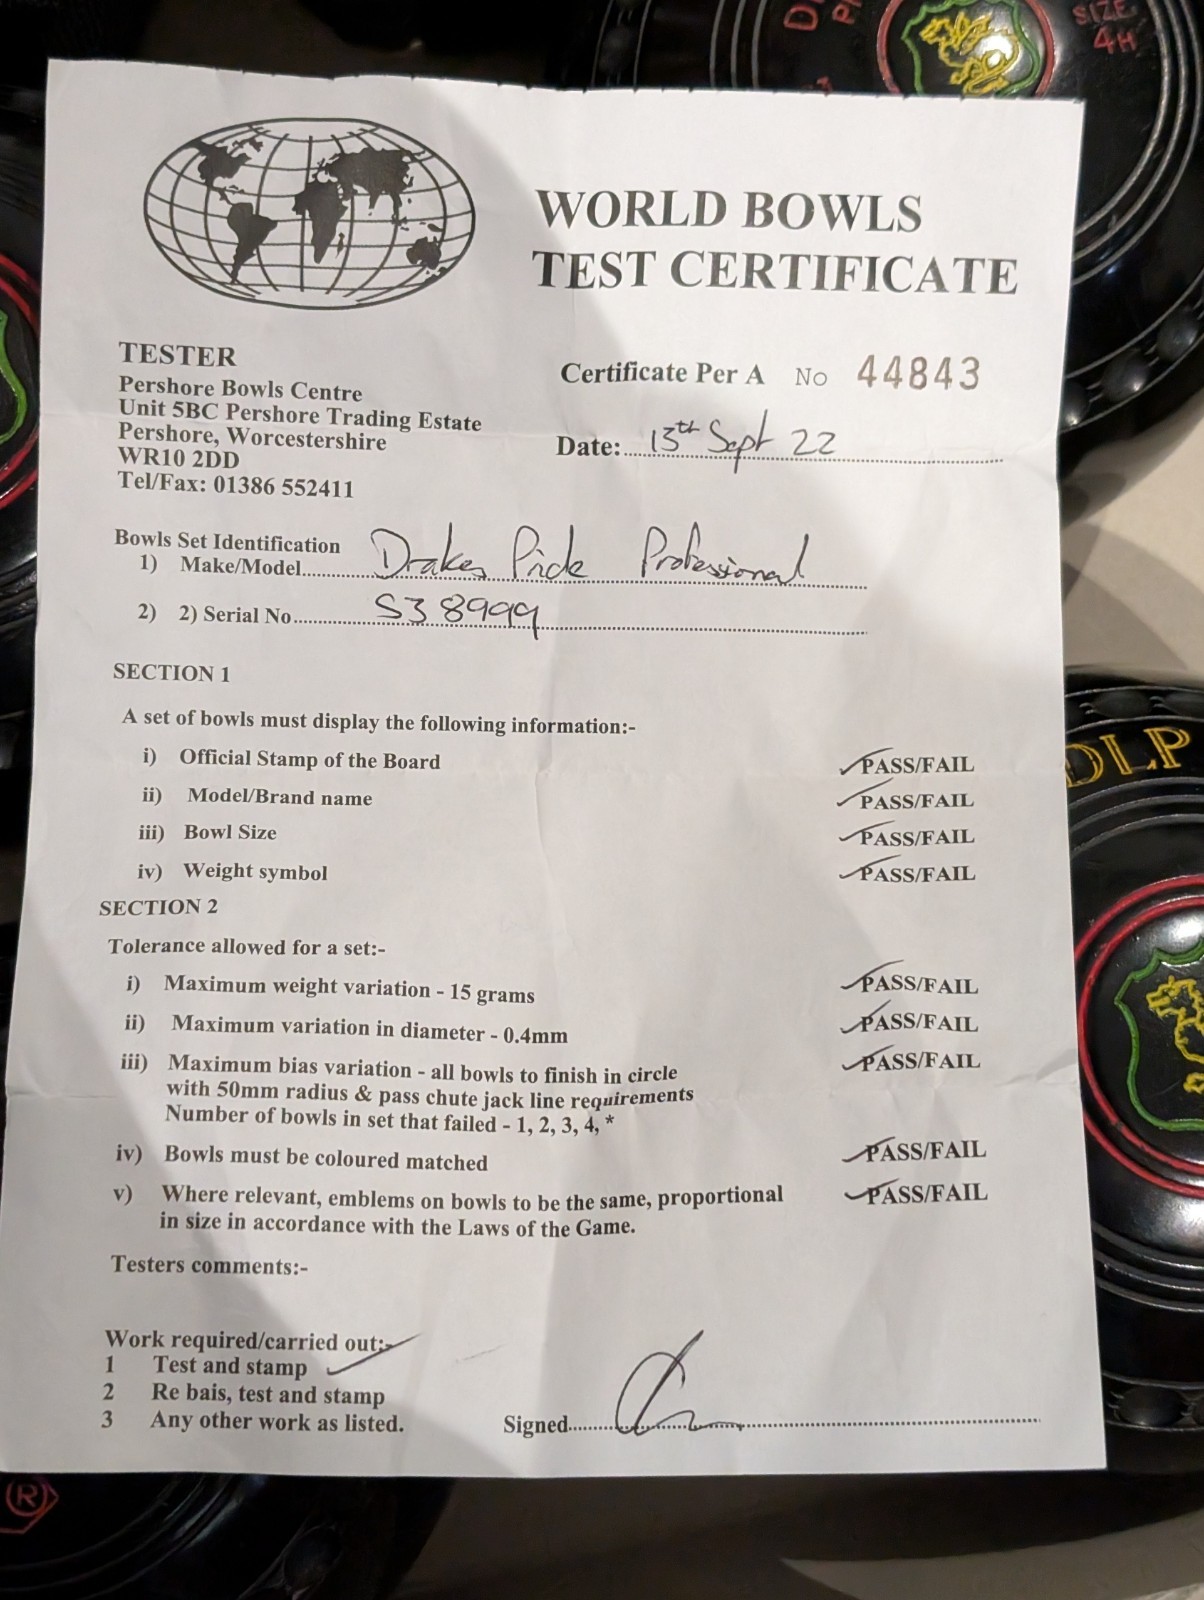 D
P
SIZE
4H
WORLD BOWLS
TEST CERTIFICATE
TESTER
Pershore Bowls Centre
Unit 5BC Pershore Trading Estate
Pershore, Worcestershire
WR10 2DD
Tel/Fax: 01386 552411
Certificate Per A No 44843
Date: 13th Sept 22
Bowls Set Identification
1) Make/Model Drakes Pride Professional
2) 2) Serial No S38999
SECTION 1
A set of bowls must display the following information:-
i) Official Stamp of the Board PASS/FAIL
ii) Model/Brand name PASS/FAIL
iii) Bowl Size PASS/FAIL
iv) Weight symbol PASS/FAIL
SECTION 2
Tolerance allowed for a set:-
i) Maximum weight variation - 15 grams PASS/FAIL
ii) Maximum variation in diameter - 0.4mm PASS/FAIL
iii) Maximum bias variation - all bowls to finish in circle PASS/FAIL
with 50mm radius & pass chute jack line requirements
Number of bowls in set that failed - 1, 2, 3, 4, *
iv) Bowls must be coloured matched PASS/FAIL
v) Where relevant, emblems on bowls to be the same, proportional PASS/FAIL
in size in accordance with the Laws of the Game.
Testers comments:-
Work required/carried out:-
1 Test and stamp
2 Re bais, test and stamp
3 Any other work as listed.
Signed
DLP
®